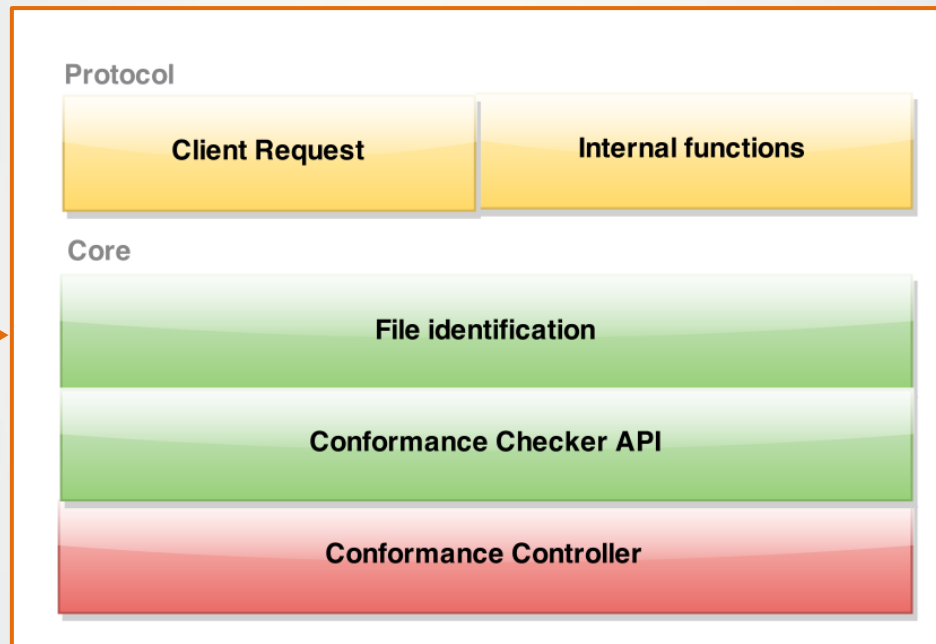 Protocol
Client Request
Internal functions
Core
File identification
Conformance Checker API
Conformance Controller